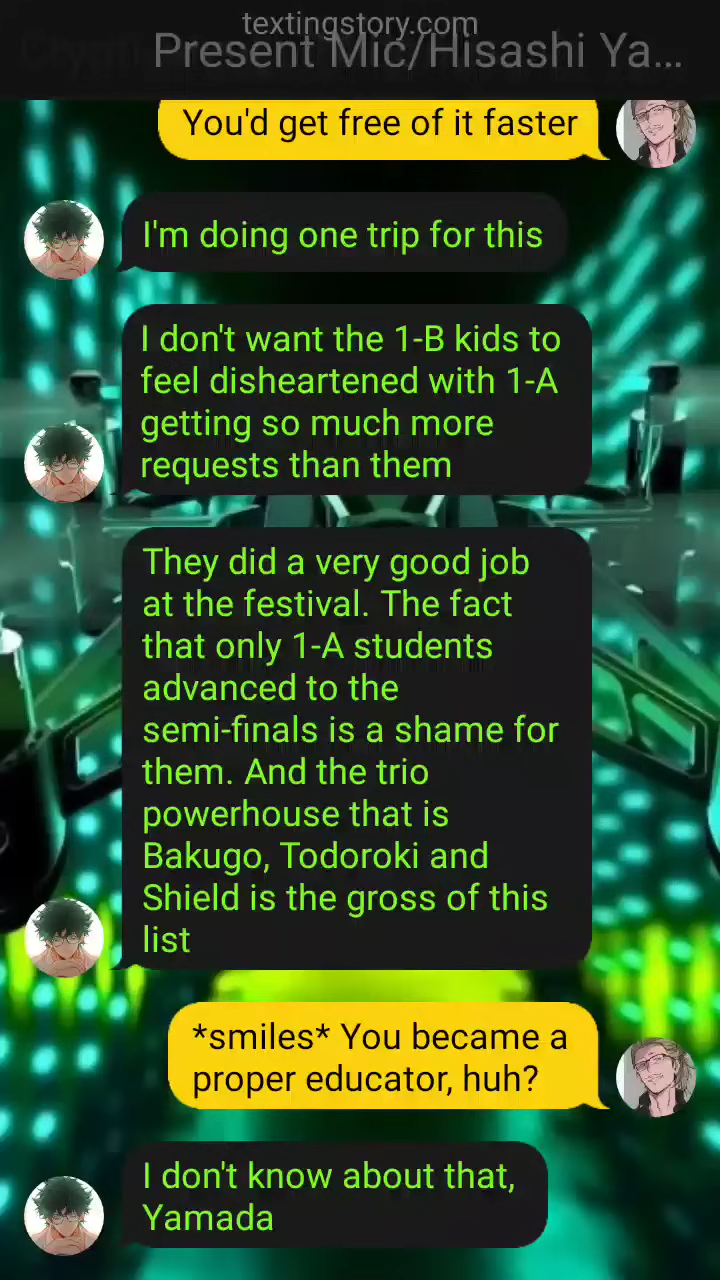 textingstory.com
Present Mic/Hisashi Ya...
You'd get free of it faster
I'm doing one trip for this
I don't want the 1-B kids to
feel disheartened with 1-A
getting so much more
requests than them
They did a very good job
at the festival. The fact
that only 1-A students
advanced to the
semi-finals is a shame for
them. And the trio
powerhouse that is
Bakugo, Todoroki and
Shield is the gross of this
list
*smiles* You became a
proper educator, huh?
I don't know about that,
Yamada